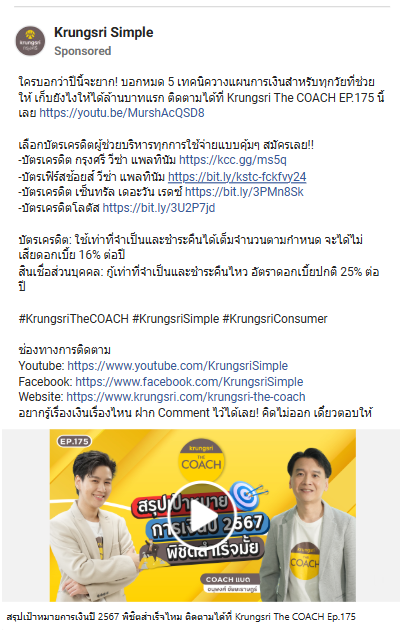 Krungsri Simple
Sponsored
ใครบอกว่าปีนี้จะยาก! บอกหมด 5 เทคนิควางแผนการเงินสำหรับทุกวัยที่ช่วย
ให้ เก็บยังไงให้ได้ล้านบาทแรก ติดตามได้ที่ Krungsri The COACH EP.175 นี้
เลย https://youtu.be/MurshAcQSD8
เลือกบัตรเครดิตผู้ช่วยบริหารทุกการใช้จ่ายแบบคุ้มๆ สมัครเลย!!
-บัตรเครดิต กรุงศรี วีซ่า แพลทินัม https://kcc.gg/ms5q
-บัตรเฟิร์สช้อยส์ วีซ่า แพลทินัม https://bit.ly/kstc-fckfvy24
-บัตรเครดิต เซ็นทรัล เดอะวัน เรดซ์ https://bit.ly/3PMn8Sk
-บัตรเครดิตโลตัส https://bit.ly/3U2P7jd
บัตรเครดิต: ใช้เท่าที่จำเป็นและชำระคืนได้เต็มจำนวนตามกำหนด จะได้ไม่
เสียดอกเบี้ย 16% ต่อปี
สินเชื่อส่วนบุคคล: กู้เท่าที่จำเป็นและชำระคืนไหว อัตราดอกเบี้ยปกติ 25% ต่อ
ปี
#KrungsriTheCOACH #KrungsriSimple #KrungsriConsumer
ช่องทางการติดตาม
Youtube: https://www.youtube.com/KrungsriSimple
Facebook: https://www.facebook.com/KrungsriSimple
Website: https://www.krungsri.com/krungsri-the-coach
อยากรู้เรื่องเงินเรื่องไหน ฝาก Comment ไว้ได้เลย! คิดไม่ออก เดี๋ยวตอบให้
EP.175
krungsri
THE
COACH
สรุปเป้าหมาย
การเงินปี 2567
พิชิตสำเร็จมั้ย
COACH แบต
krungsri
THE
COACH
สรุปเป้าหมายการเงินปี 2567 พิชิตสำเร็จไหม ติดตามได้ที่ Krungsri The COACH Ep.175